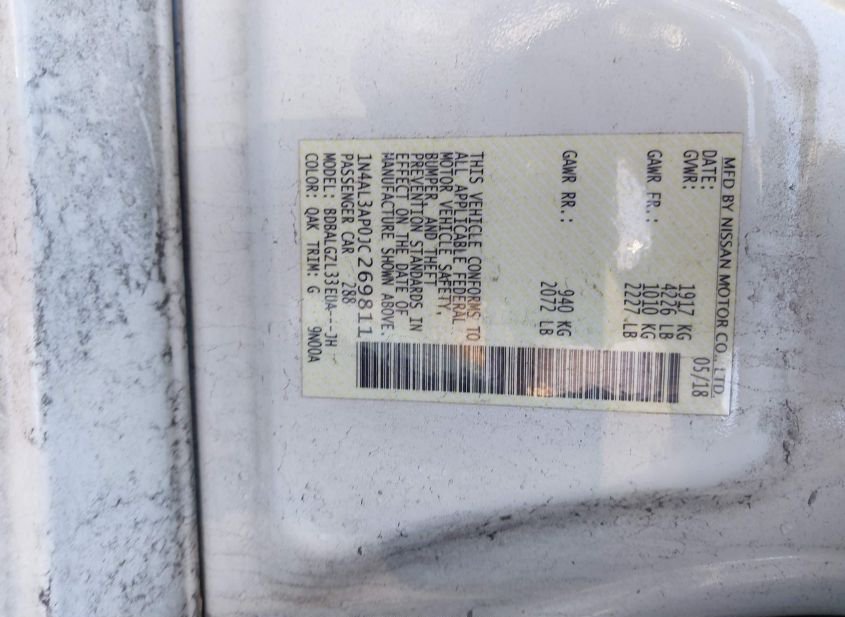 MFD BY NISSAN MOTOR CO., LTD.
DATE: 05/18
GVWR: 1917 KG
4226 LB
GAWR FR.: 1010 KG
2227 LB
GAWR RR.: 940 KG
2072 LB
THIS VEHICLE CONFORMS TO
ALL APPLICABLE FEDERAL
MOTOR VEHICLE SAFETY,
BUMPER, AND THEFT
PREVENTION STANDARDS IN
EFFECT ON THE DATE OF
MANUFACTURE SHOWN ABOVE.
1N4AL3AP0JC269811
PASSENGER CAR 288
MODEL: BDBALGZL33EUA---JH
COLOR: QAK TRIM: G 9N00A